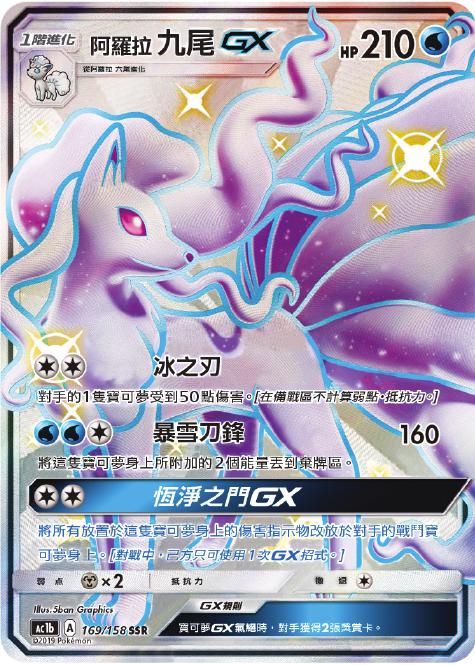 1階進化
阿羅拉 九尾GX
HP210
從阿羅拉 六尾進化
冰之刃
對手的1隻寶可夢受到50點傷害。[在備戰區不計算弱點・抵抗力。]
暴雪刀鋒 160
將這隻寶可夢身上所附加的2個能量丟到棄牌區。
恆淨之門GX
將所有放置於這隻寶可夢身上的傷害指示物改放於對手的戰鬥寶
可夢身上。[對戰中,己方只可使用1次GX招式。]
弱點 ×2 抵抗力 撤退
Illus. 5ban Graphics
GX規則
AC1b A 169/158 SSR
寶可夢GX氣絕時,對手獲得2張獎賞卡。
©2019 Pokémon